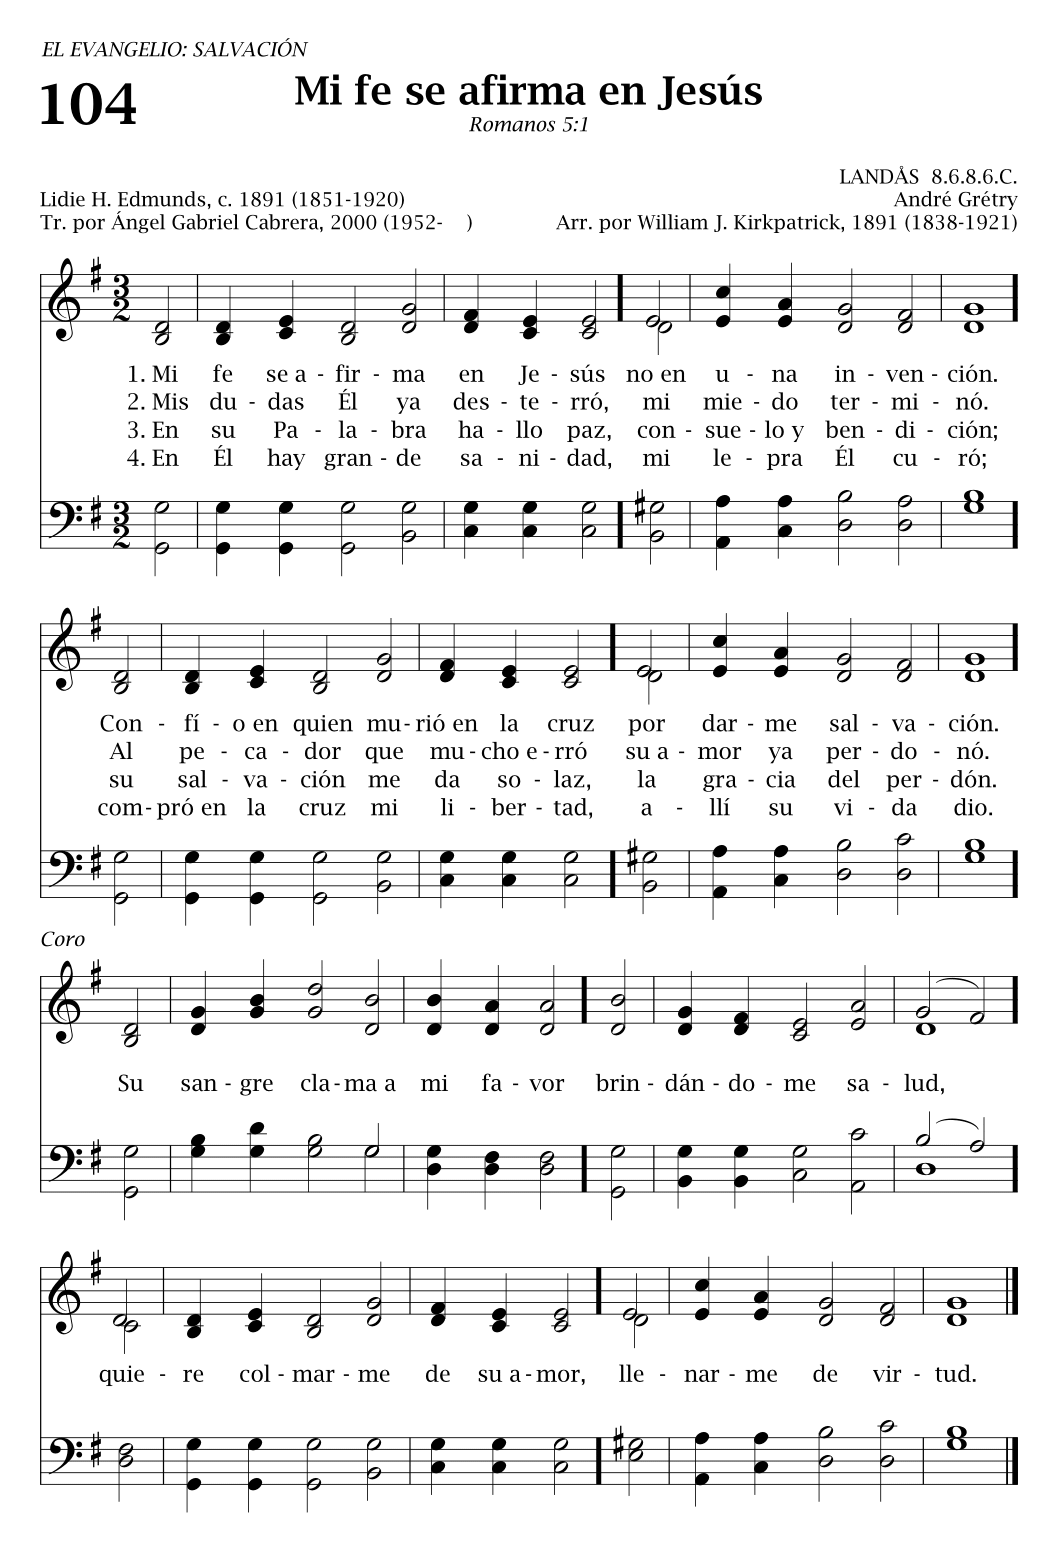 EL EVANGELIO: SALVACIÓN
104
Mi fe se afirma en Jesús
Romanos 5:1
LANDÅS 8.6.8.6.C.
Lidie H. Edmunds, c. 1891 (1851-1920)
André Grétry
Tr. por Ángel Gabriel Cabrera, 2000 (1952- )
Arr. por William J. Kirkpatrick, 1891 (1838-1921)
3
2
1. Mi fe se a - fir - ma en Je - sús no en u - na in - ven - ción.
2. Mis du - das Él ya des - te - rró, mi mie - do ter - mi - nó.
3. En su Pa - la - bra ha - llo paz, con - sue - lo y ben - di - ción;
4. En Él hay gran - de sa - ni - dad, mi le - pra Él cu - ró;
3
2
Con - fí - o en quien mu - rió en la cruz por dar - me sal - va - ción.
Al pe - ca - dor que mu - cho e - rró su a - mor ya per - do - nó.
su sal - va - ción me da so - laz, la gra - cia del per - dón.
com - pró en la cruz mi li - ber - tad, a - llí su vi - da dio.
Coro
Su san - gre cla - ma a mi fa - vor brin - dán - do - me sa - lud,
quie - re col - mar - me de su a - mor, lle - nar - me de vir - tud.